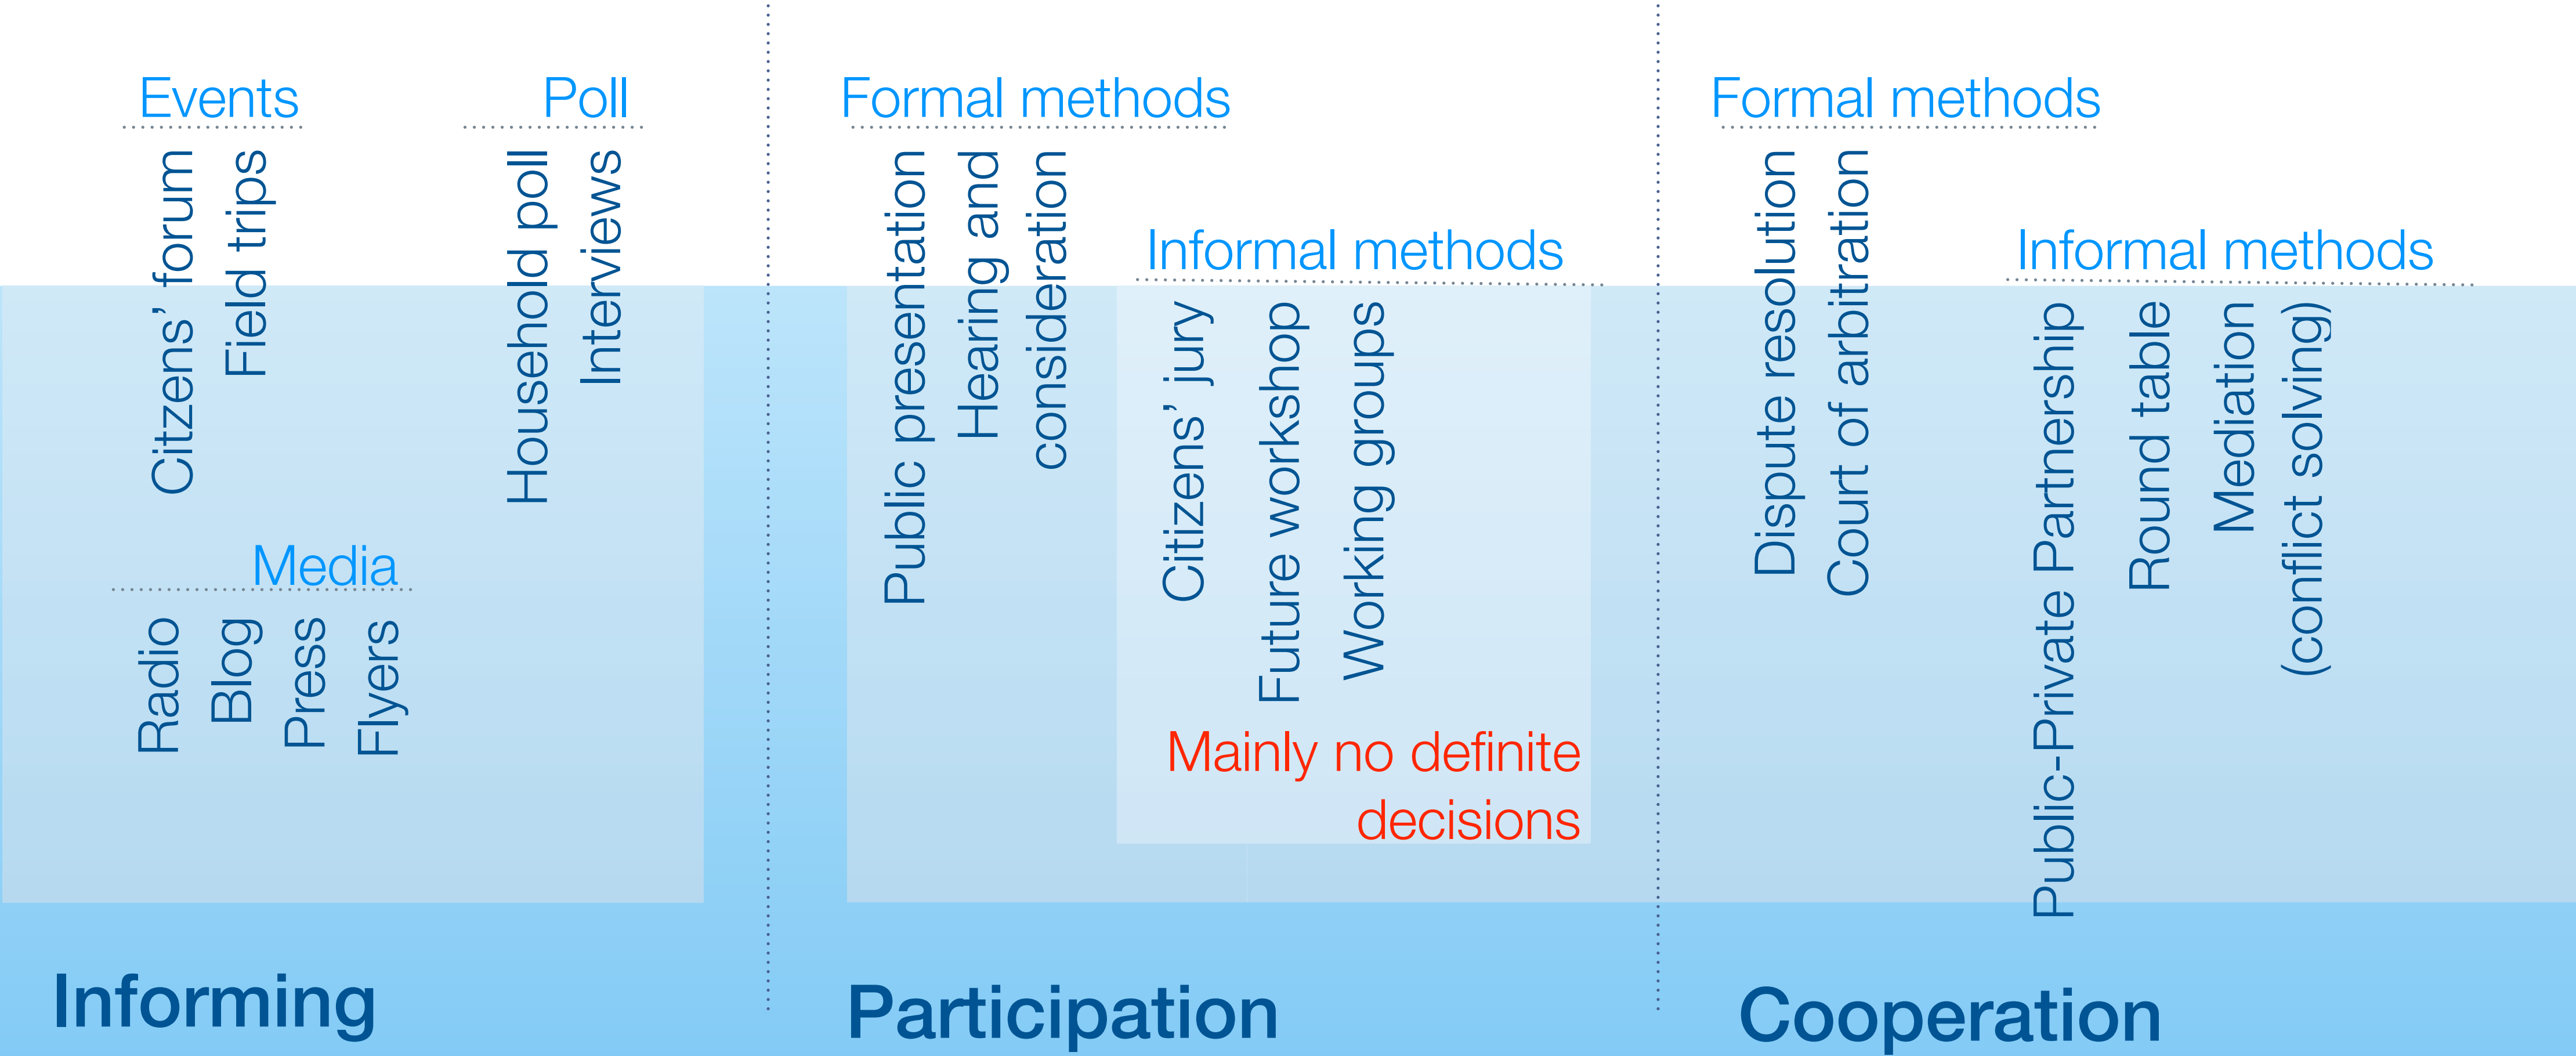 Events
Citizens’ forum
Field trips
Poll
Household poll
Interviews
Media
Radio
Blog
Press
Flyers
Informing
Formal methods
Public presentation
Hearing and
consideration
Informal methods
Citizens’ jury
Future workshop
Working groups
Mainly no definite
decisions
Participation
Formal methods
Dispute resolution
Court of arbitration
Informal methods
Public-Private Partnership
Round table
Mediation
(conflict solving)
Cooperation